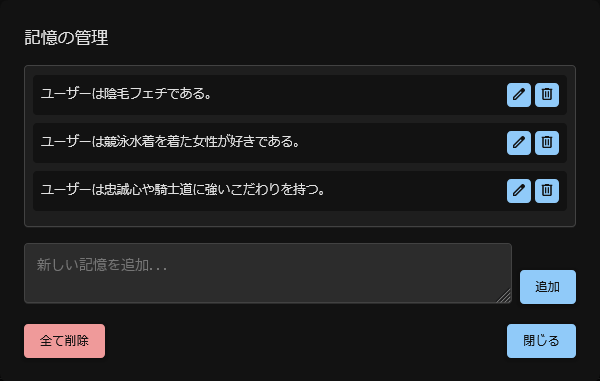 記憶の管理
ユーザーは陰毛フェチである。
ユーザーは競泳水着を着た女性が好きである。
ユーザーは忠誠心や騎士道に強いこだわりを持つ。
新しい記憶を追加...
追加
全て削除
閉じる